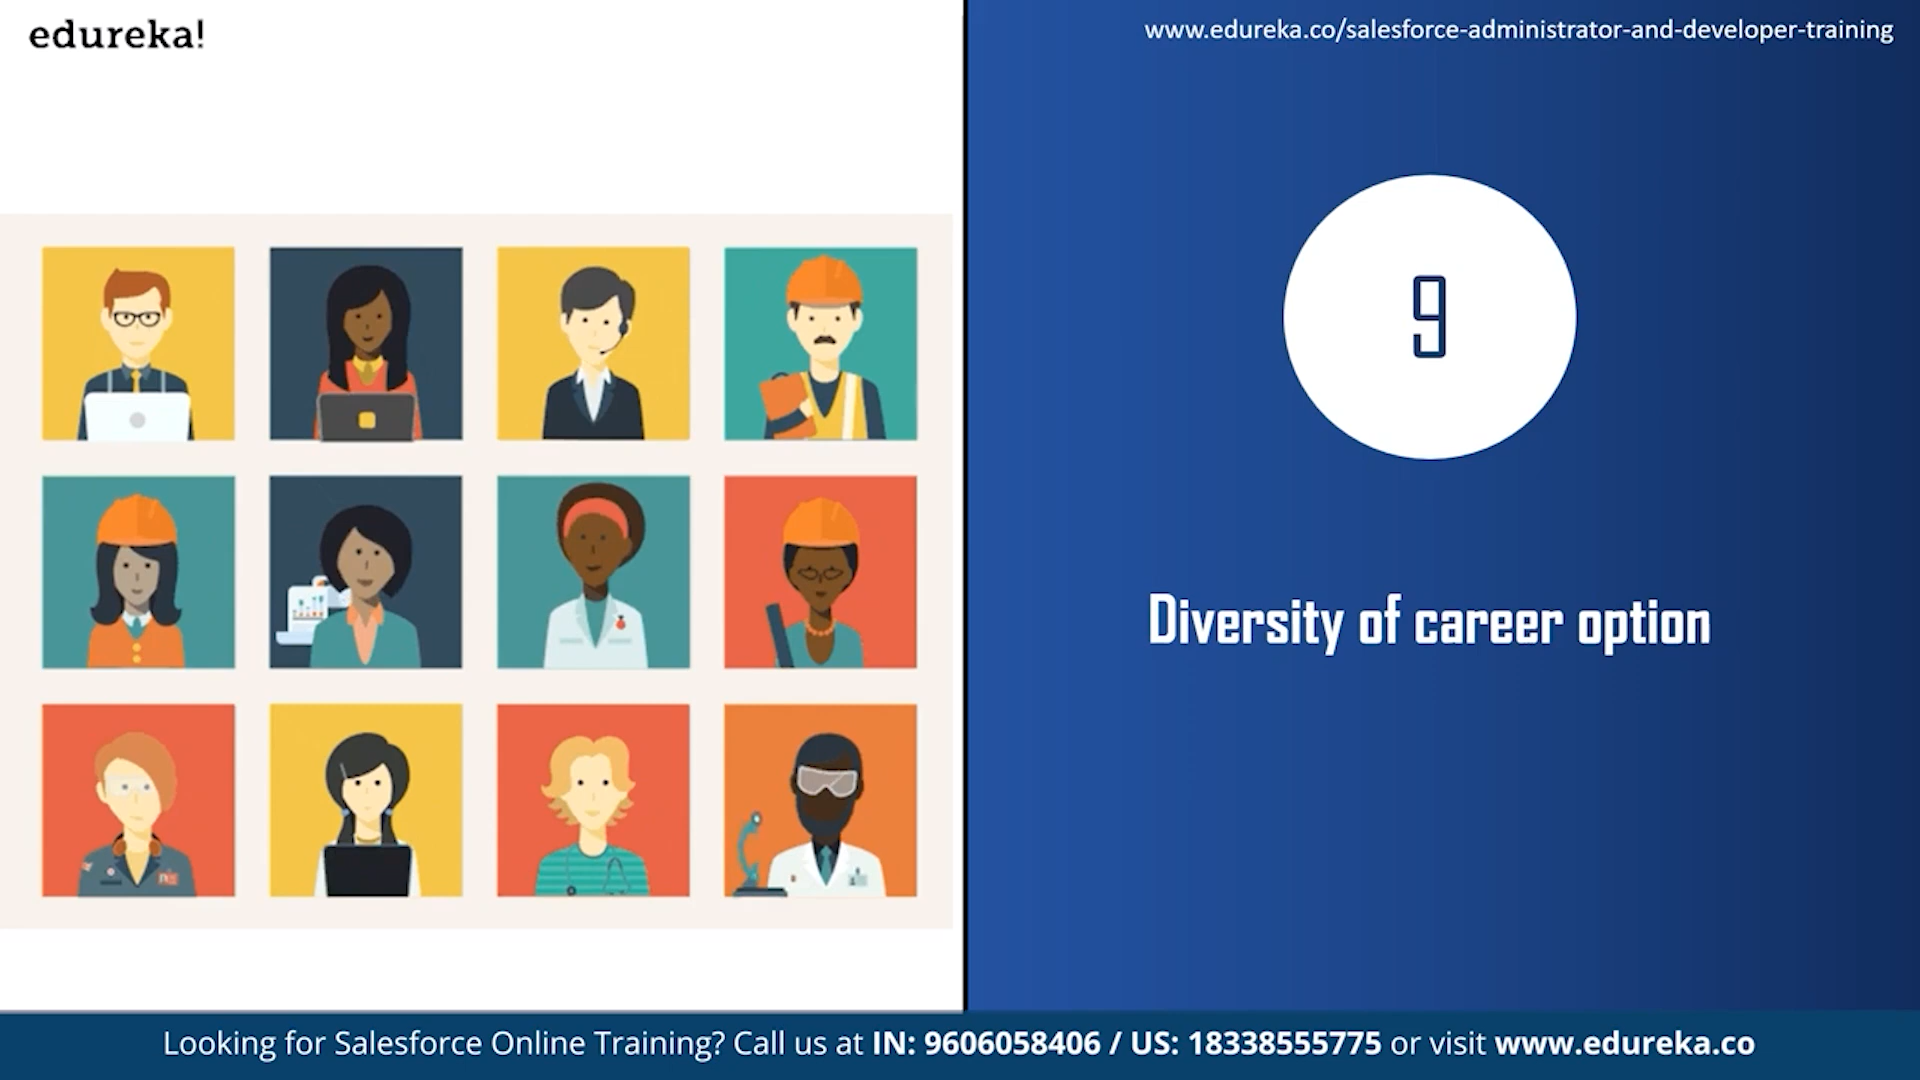 edureka!
www.edureka.co/salesforce-administrator-and-developer-training
9
Diversity of career option
Looking for Salesforce Online Training? Call us at IN: 9606058406 / US: 18338555775 or visit www.edureka.co